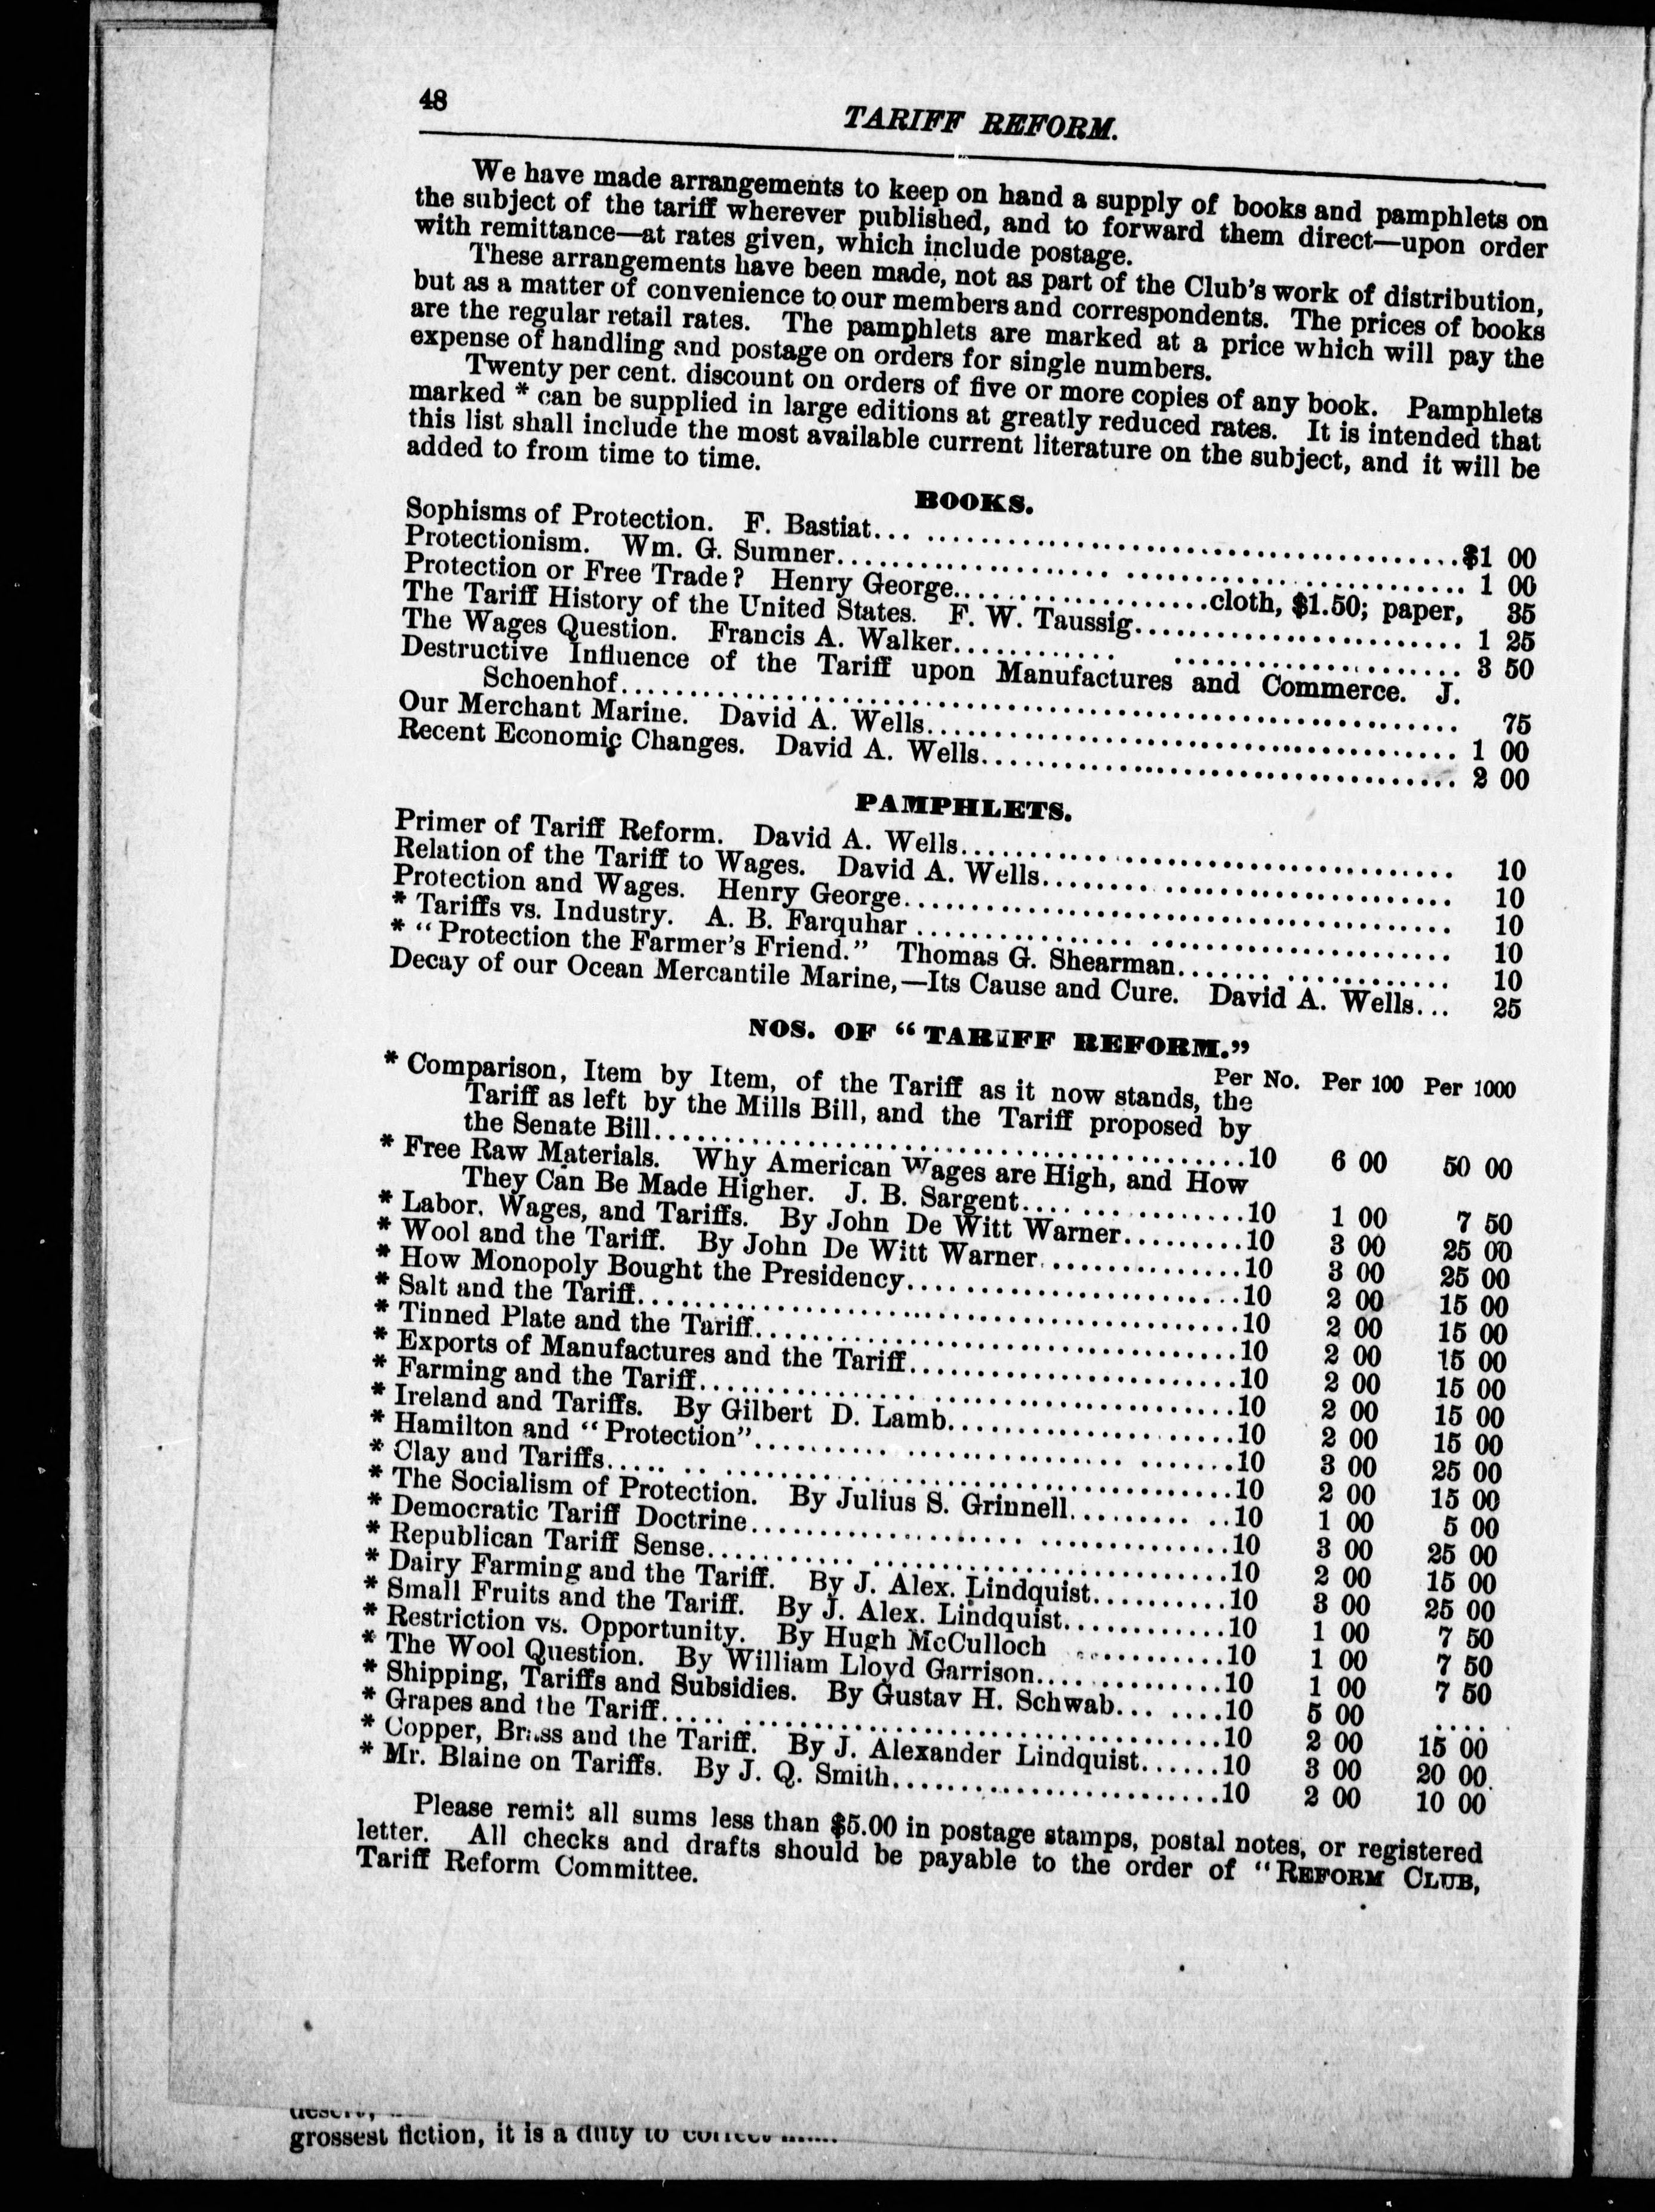 48
TARIFF REFORM.
We have made arrangements to keep on hand a supply of books and pamphlets on
the subject of the tariff wherever published, and to forward them direct—upon order
with remittance—at rates given, which include postage.
These arrangements have been made, not as part of the Club's work of distribution,
but as a matter of convenience to our members and correspondents. The prices of books
are the regular retail rates. The pamphlets are marked at a price which will pay the
expense of handling and postage on orders for single numbers.
Twenty per cent. discount on orders of five or more copies of any book. Pamphlets
marked * can be supplied in large editions at greatly reduced rates. It is intended that
this list shall include the most available current literature on the subject, and it will be
added to from time to time.
BOOKS.
Sophisms of Protection. F. Bastiat........$1 00
Protectionism. Wm. G. Sumner........ 1 00
Protection or Free Trade? Henry George........cloth, $1.50; paper, 35
The Tariff History of the United States. F. W. Taussig........ 1 25
The Wages Question. Francis A. Walker........ 3 50
Destructive Influence of the Tariff upon Manufactures and Commerce. J.
Schoenhof........ 75
Our Merchant Marine. David A. Wells........ 1 00
Recent Economic Changes. David A. Wells........ 2 00
PAMPHLETS.
Primer of Tariff Reform. David A. Wells........ 10
Relation of the Tariff to Wages. David A. Wells........ 10
Protection and Wages. Henry George........ 10
* Tariffs vs. Industry. A. B. Farquhar........ 10
* "Protection the Farmer's Friend." Thomas G. Shearman........ 10
Decay of our Ocean Mercantile Marine,—Its Cause and Cure. David A. Wells... 25
NOS. OF "TARIFF REFORM."
Per No. Per 100 Per 1000
* Comparison, Item by Item, of the Tariff as it now stands, the
Tariff as left by the Mills Bill, and the Tariff proposed by
the Senate Bill........10 6 00 50 00
* Free Raw Materials. Why American Wages are High, and How
They Can Be Made Higher. J. B. Sargent........10 1 00 7 50
* Labor, Wages, and Tariffs. By John De Witt Warner........10 3 00 25 00
* Wool and the Tariff. By John De Witt Warner........10 3 00 25 00
* How Monopoly Bought the Presidency........10 2 00 15 00
* Salt and the Tariff........10 2 00 15 00
* Tinned Plate and the Tariff........10 2 00 15 00
* Exports of Manufactures and the Tariff........10 2 00 15 00
* Farming and the Tariff........10 2 00 15 00
* Ireland and Tariffs. By Gilbert D. Lamb........10 2 00 15 00
* Hamilton and "Protection"........10 3 00 25 00
* Clay and Tariffs........10 2 00 15 00
* The Socialism of Protection. By Julius S. Grinnell........10 1 00 5 00
* Democratic Tariff Doctrine........10 3 00 25 00
* Republican Tariff Sense........10 2 00 15 00
* Dairy Farming and the Tariff. By J. Alex. Lindquist........10 3 00 25 00
* Small Fruits and the Tariff. By J. Alex. Lindquist........10 1 00 7 50
* Restriction vs. Opportunity. By Hugh McCulloch........10 1 00 7 50
* The Wool Question. By William Lloyd Garrison........10 1 00 7 50
* Shipping, Tariffs and Subsidies. By Gustav H. Schwab........10 5 00 ....
* Grapes and the Tariff........10 2 00 15 00
* Copper, Brass and the Tariff. By J. Alexander Lindquist......10 3 00 20 00
* Mr. Blaine on Tariffs. By J. Q. Smith........10 2 00 10 00
Please remit all sums less than $5.00 in postage stamps, postal notes, or registered
letter. All checks and drafts should be payable to the order of "REFORM CLUB,
Tariff Reform Committee.
grossest fiction, it is a duty to